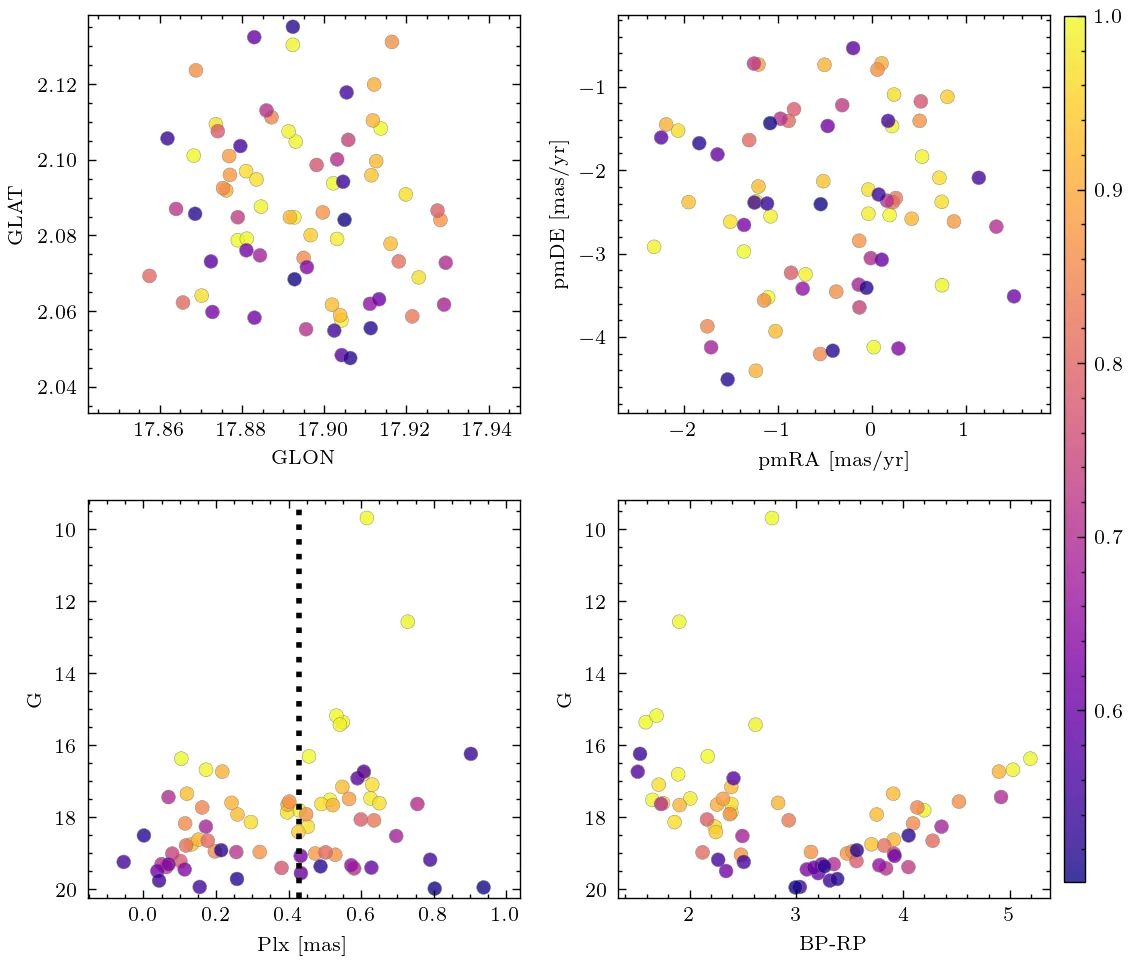 2.12
2.10
2.08
2.06
2.04
GLAT
17.86 17.88 17.90 17.92 17.94
GLON
−1
−2
−3
−4
pmDE [mas/yr]
−2 −1 0 1
pmRA [mas/yr]
1.0
0.9
0.8
0.7
0.6
10
12
14
16
18
20
G
0.0 0.2 0.4 0.6 0.8 1.0
Plx [mas]
10
12
14
16
18
20
G
2 3 4 5
BP-RP